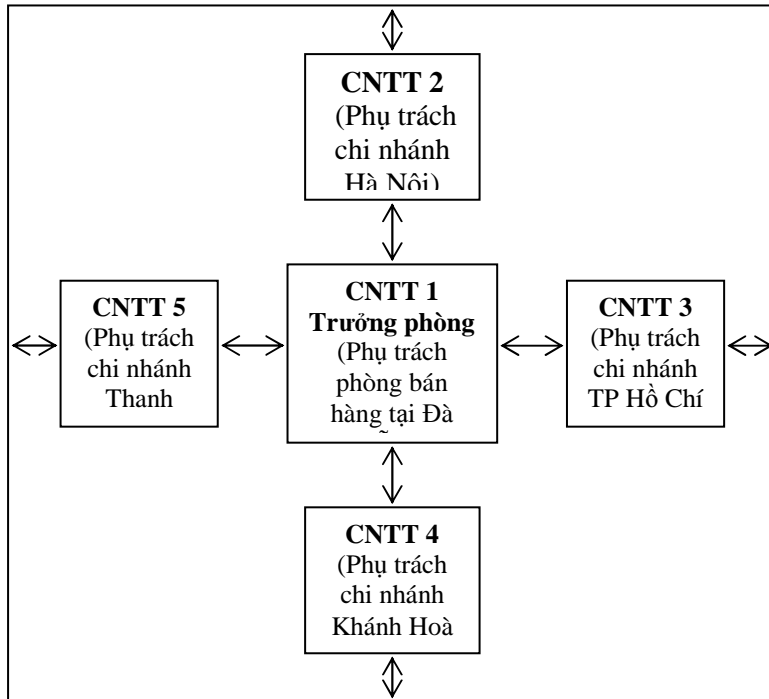 CNTT 2
(Phụ trách
chi nhánh
Hà Nội)
CNTT 5
(Phụ trách
chi nhánh
Thanh
CNTT 1
Trưởng phòng
(Phụ trách
phòng bán
hàng tại Đà
CNTT 3
(Phụ trách
chi nhánh
TP Hồ Chí
CNTT 4
(Phụ trách
chi nhánh
Khánh Hoà